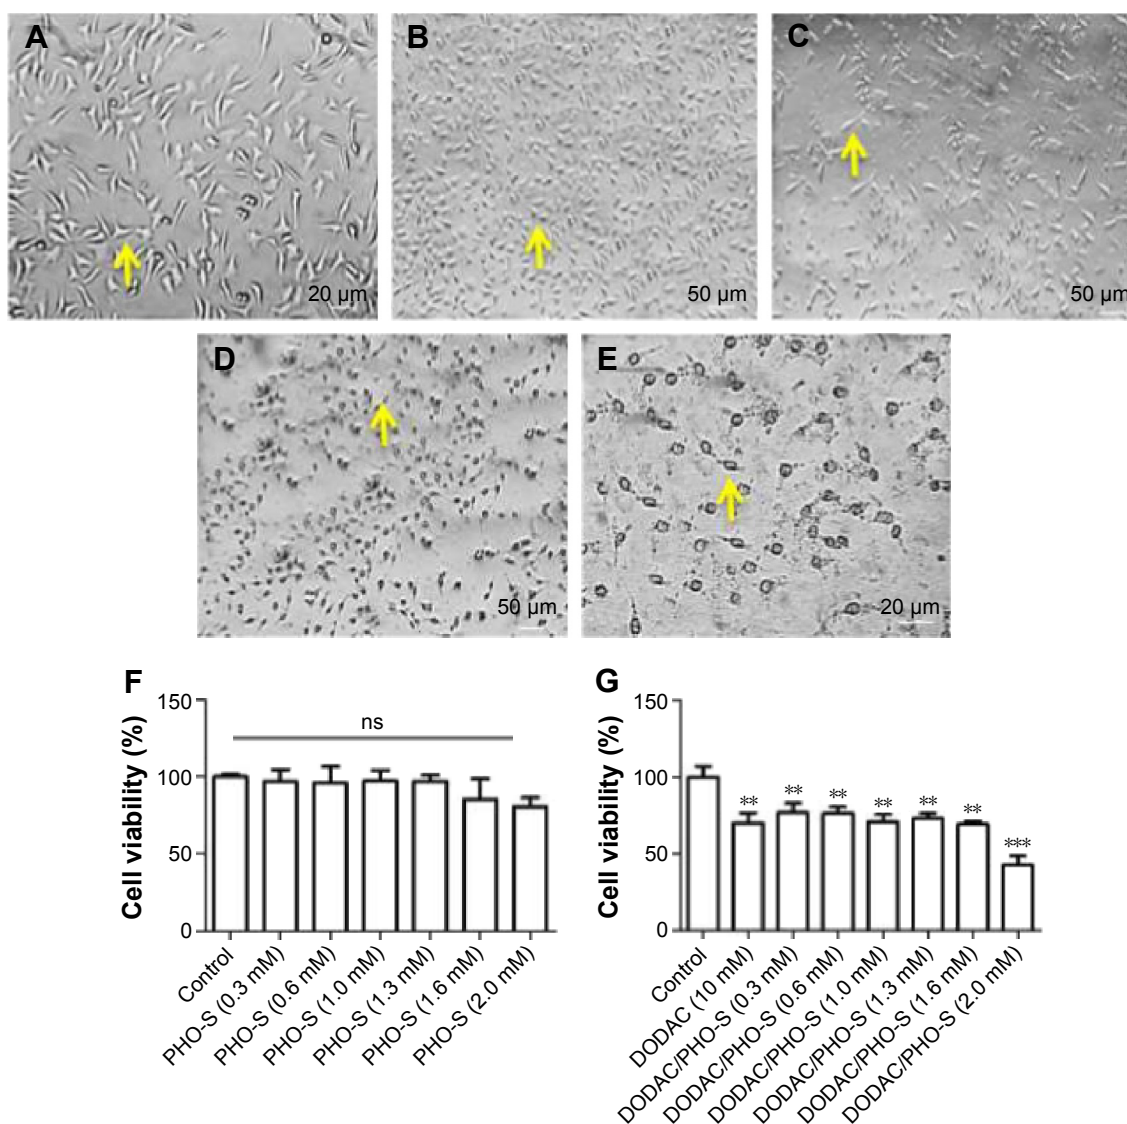 A
B
C
20 µm
50 µm
50 µm
D
E
50 µm
20 µm
F
G
Cell viability (%)
150
100
50
0
ns
Control
PHO-S (0.3 mM)
PHO-S (0.6 mM)
PHO-S (1.0 mM)
PHO-S (1.3 mM)
PHO-S (1.6 mM)
PHO-S (2.0 mM)
Cell viability (%)
150
100
50
0
**
**
**
**
**
**
***
Control
DODAC (10 mM)
DODAC/PHO-S (0.3 mM)
DODAC/PHO-S (0.6 mM)
DODAC/PHO-S (1.0 mM)
DODAC/PHO-S (1.3 mM)
DODAC/PHO-S (1.6 mM)
DODAC/PHO-S (2.0 mM)